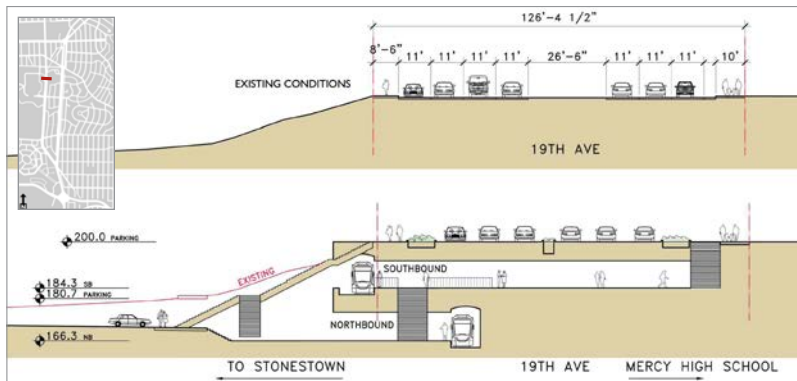 126'-4 1/2"
8'-6" 11' 11' 11' 11' 26'-6" 11' 11' 11' 10'
EXISTING CONDITIONS
19TH AVE
200.0 PARKING
EXISTING
SOUTHBOUND
184.3 SB
180.7 PARKING
NORTHBOUND
166.3 NB
TO STONESTOWN 19TH AVE MERCY HIGH SCHOOL